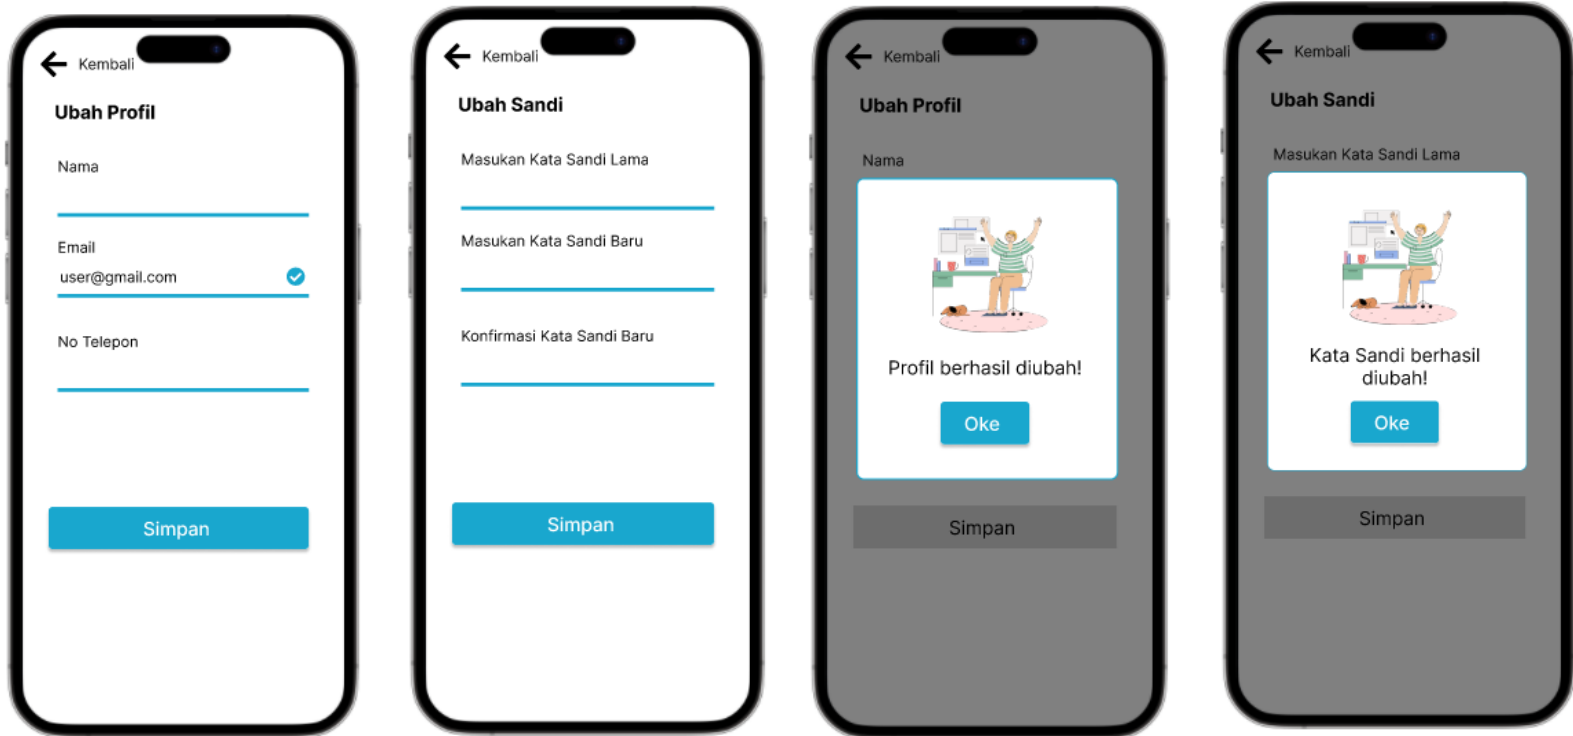 Kembali
Ubah Profil
Nama
Email
user@gmail.com
No Telepon
Simpan
Kembali
Ubah Sandi
Masukan Kata Sandi Lama
Masukan Kata Sandi Baru
Konfirmasi Kata Sandi Baru
Simpan
Kembali
Ubah Profil
Nama
Profil berhasil diubah!
Oke
Simpan
Kembali
Ubah Sandi
Masukan Kata Sandi Lama
Kata Sandi berhasil
diubah!
Oke
Simpan